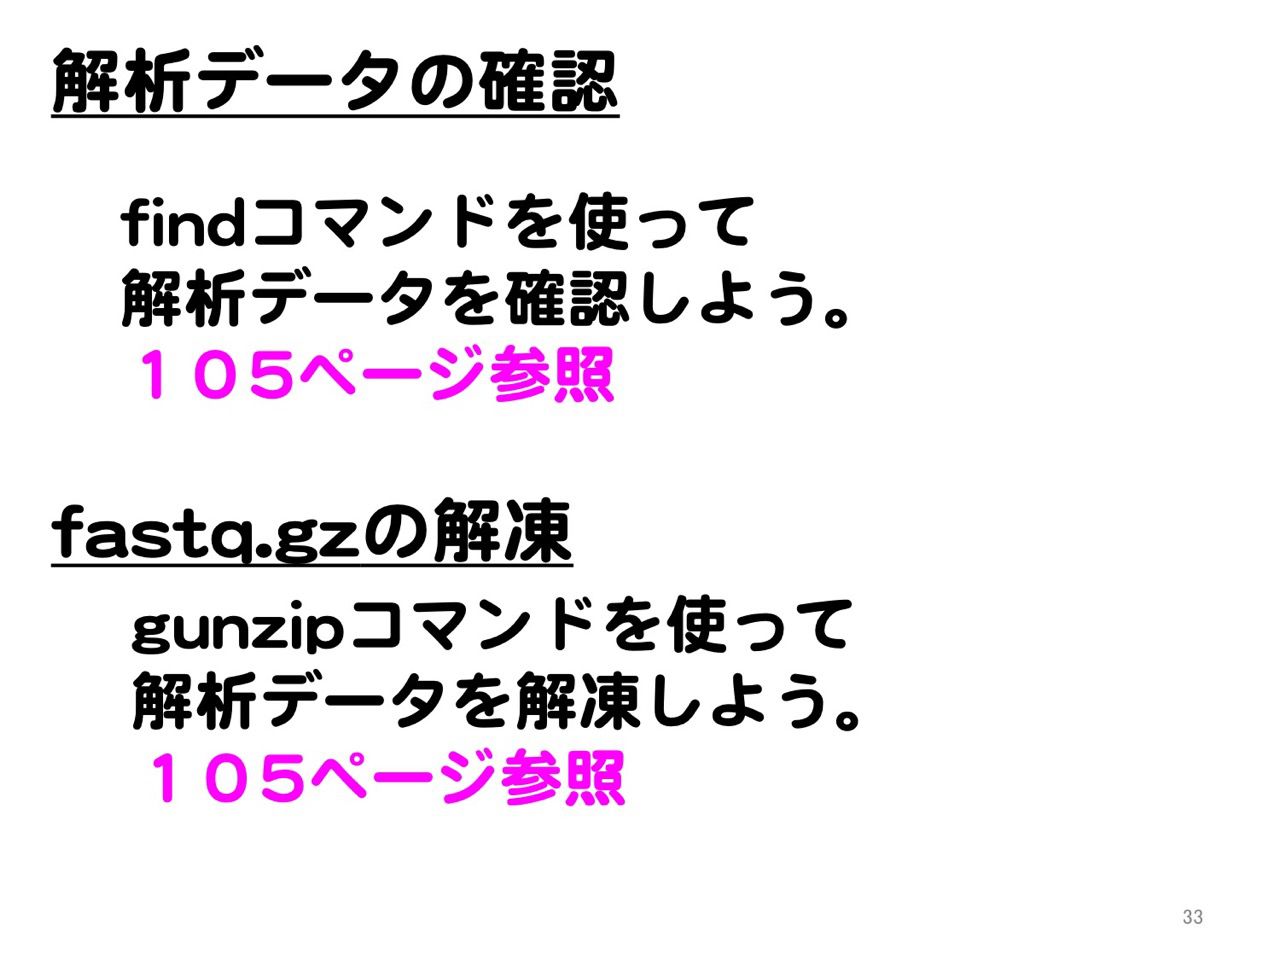 解析データの確認
findコマンドを使って
解析データを確認しよう。
１０５ページ参照
fastq.gzの解凍
gunzipコマンドを使って
解析データを解凍しよう。
１０５ページ参照
33